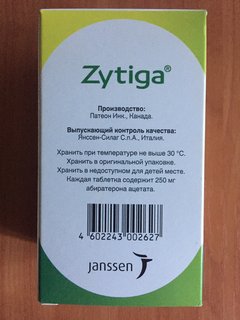 Zytiga®
Производство:
Патеон Инк., Канада.
Выпускающий контроль качества:
Янссен-Силаг С.п.А., Италия.
Хранить при температуре не выше 30 °С.
Хранить в оригинальной упаковке.
Хранить в недоступном для детей месте.
Каждая таблетка содержит 250 мг
абиратерона ацетата.
4 602243 002627
janssen